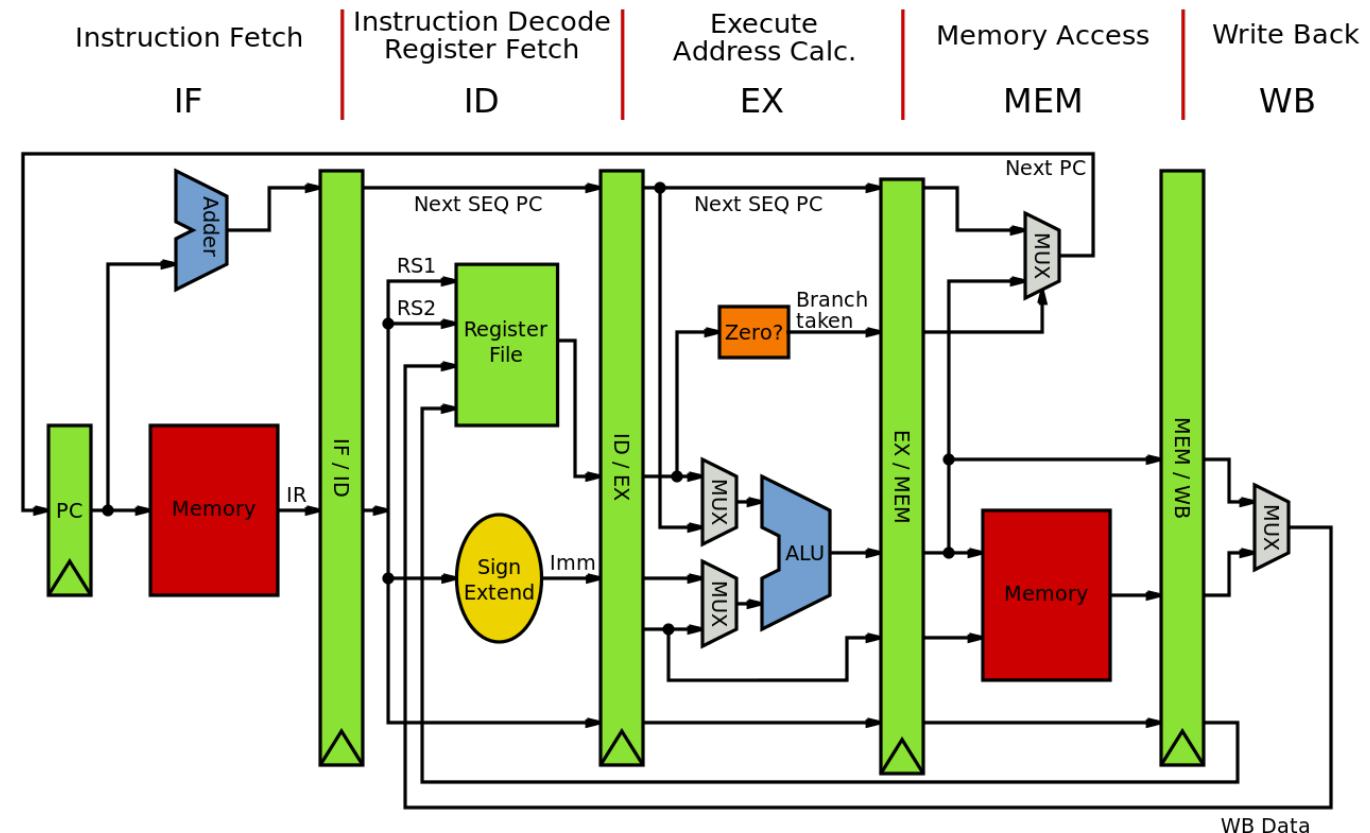 Instruction Fetch
IF
Instruction Decode
Register Fetch
ID
Execute
Address Calc.
EX
Memory Access
MEM
Write Back
WB
Next PC
Adder
Next SEQ PC
Next SEQ PC
MUX
RS1
RS2
Register
File
Zero?
Branch
taken
IF / ID
ID / EX
EX / MEM
MEM / WB
PC
Memory
IR
Sign
Extend
Imm
MUX
MUX
ALU
Memory
MUX
WB Data